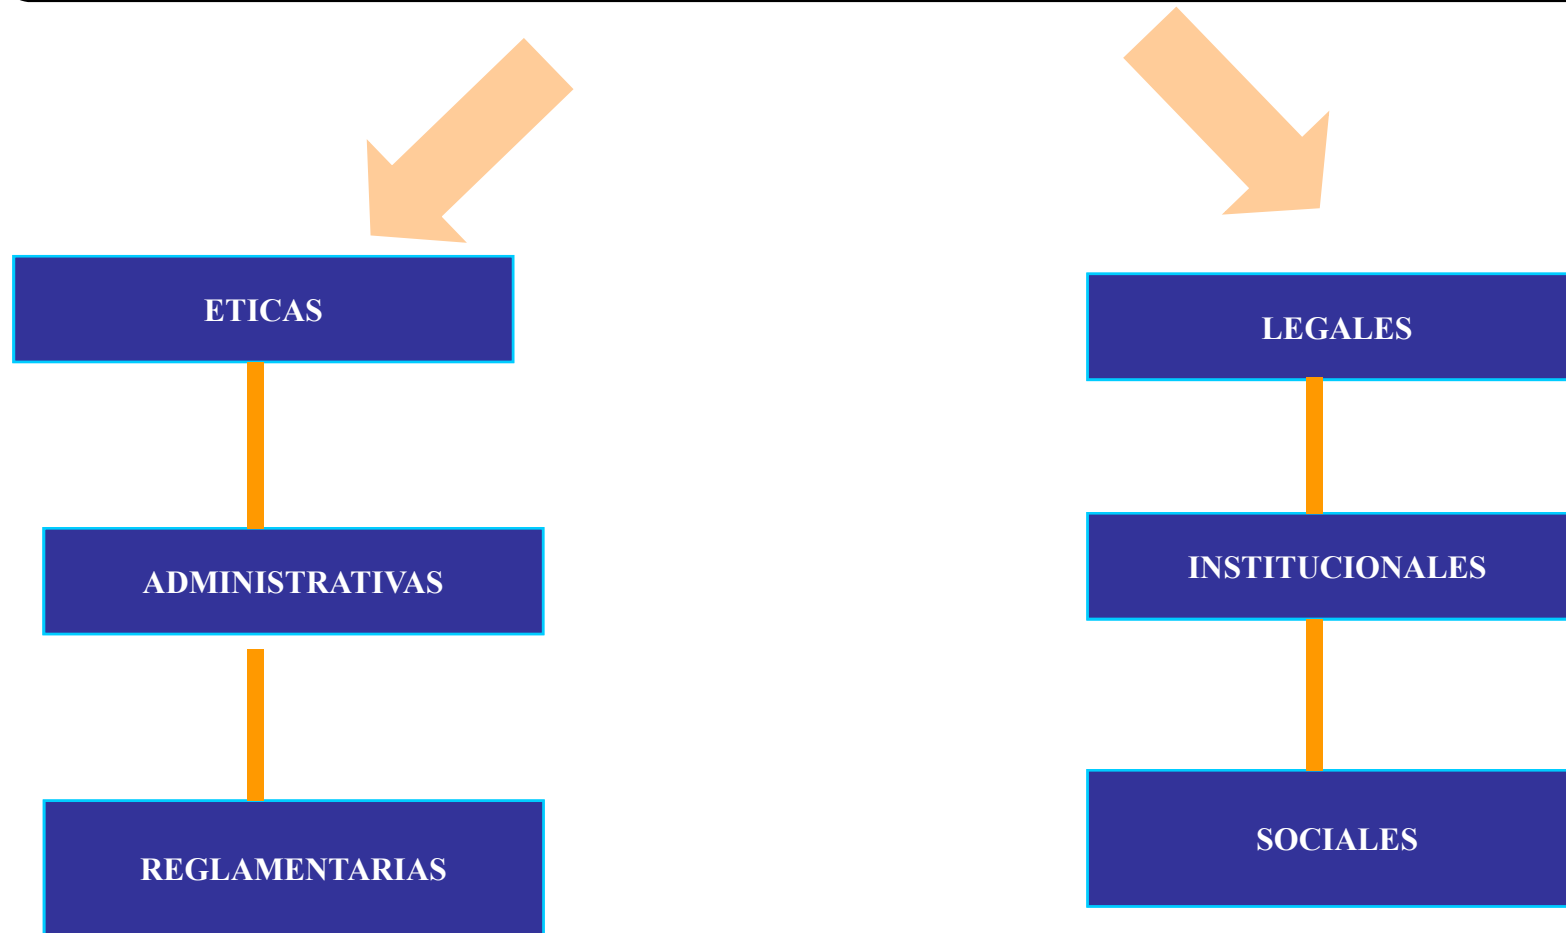 ETICAS
LEGALES
ADMINISTRATIVAS
INSTITUCIONALES
REGLAMENTARIAS
SOCIALES